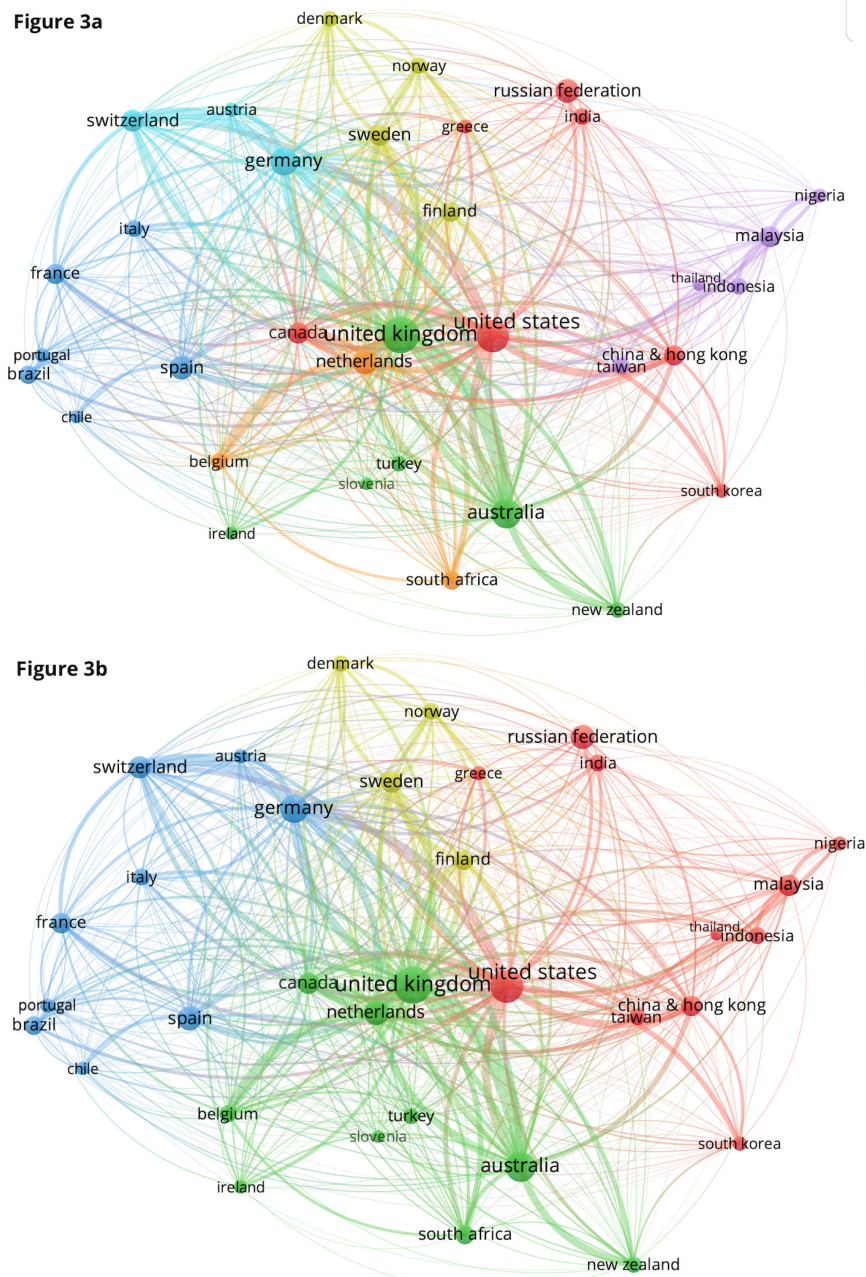 Figure 3a
denmark
norway
russian federation
india
switzerland
austria
greece
sweden
germany
nigeria
finland
italy
malaysia
france
thailand
indonesia
united states
canada
united kingdom
portugal
netherlands
china & hong kong
brazil
spain
taiwan
chile
belgium
turkey
slovenia
south korea
australia
ireland
south africa
new zealand
Figure 3b
denmark
norway
russian federation
austria
india
switzerland
greece
sweden
germany
nigeria
finland
italy
malaysia
france
thailand
indonesia
united states
canada
united kingdom
portugal
netherlands
china & hong kong
brazil
spain
taiwan
chile
belgium
turkey
slovenia
south korea
australia
ireland
south africa
new zealand